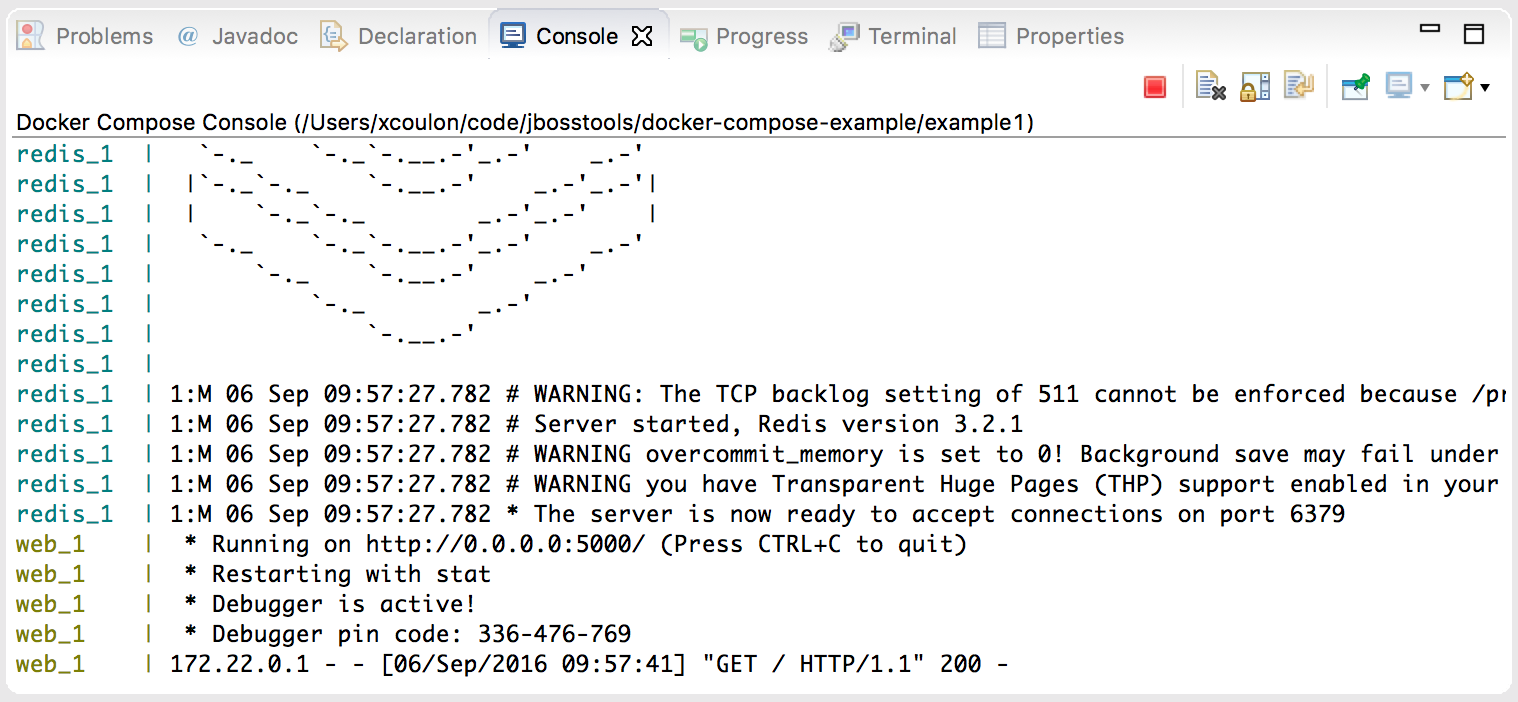 Problems @ Javadoc Declaration Console Progress Terminal Properties
Docker Compose Console (/Users/xcoulon/code/jbosstools/docker-compose-example/example1)
redis_1  |   `-._    `-._`-.__.-'_.-'    _.-'
redis_1  |  |`-._`-._    `-.__.-'    _.-'_.-'|
redis_1  |  |    `-._`-._        _.-'_.-'    |
redis_1  |   `-._    `-._`-.__.-'_.-'    _.-'
redis_1  |       `-._    `-.__.-'    _.-'
redis_1  |           `-._        _.-'
redis_1  |               `-.__.-'
redis_1  |
redis_1  | 1:M 06 Sep 09:57:27.782 # WARNING: The TCP backlog setting of 511 cannot be enforced because /pr
redis_1  | 1:M 06 Sep 09:57:27.782 # Server started, Redis version 3.2.1
redis_1  | 1:M 06 Sep 09:57:27.782 # WARNING overcommit_memory is set to 0! Background save may fail under
redis_1  | 1:M 06 Sep 09:57:27.782 # WARNING you have Transparent Huge Pages (THP) support enabled in your
redis_1  | 1:M 06 Sep 09:57:27.782 * The server is now ready to accept connections on port 6379
web_1    |  * Running on http://0.0.0.0:5000/ (Press CTRL+C to quit)
web_1    |  * Restarting with stat
web_1    |  * Debugger is active!
web_1    |  * Debugger pin code: 336-476-769
web_1    | 172.22.0.1 - - [06/Sep/2016 09:57:41] "GET / HTTP/1.1" 200 -